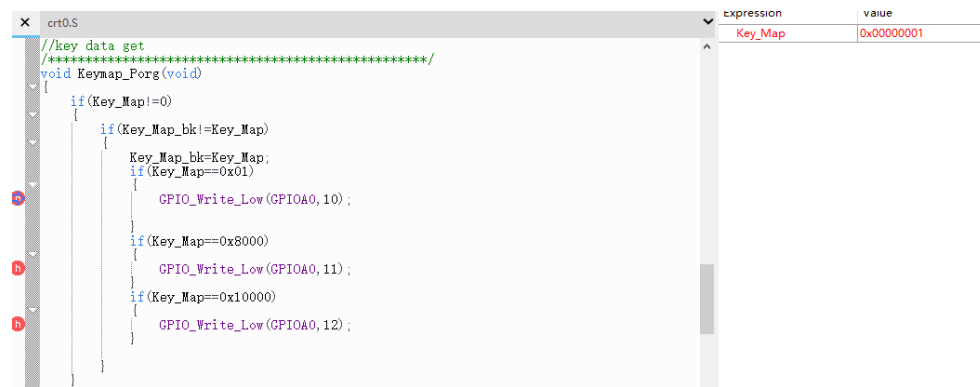 crt0.S
Expression Value
Key_Map 0x00000001
//key data get
/****************************************************/
void Keymap_Porg(void)
{
if(Key_Map!=0)
{
if(Key_Map_bk!=Key_Map)
{
Key_Map_bk=Key_Map;
if(Key_Map==0x01)
{
GPIO_Write_Low(GPIOA0,10);
}
if(Key_Map==0x8000)
{
h GPIO_Write_Low(GPIOA0,11);
}
if(Key_Map==0x10000)
{
h GPIO_Write_Low(GPIOA0,12);
}
}
}